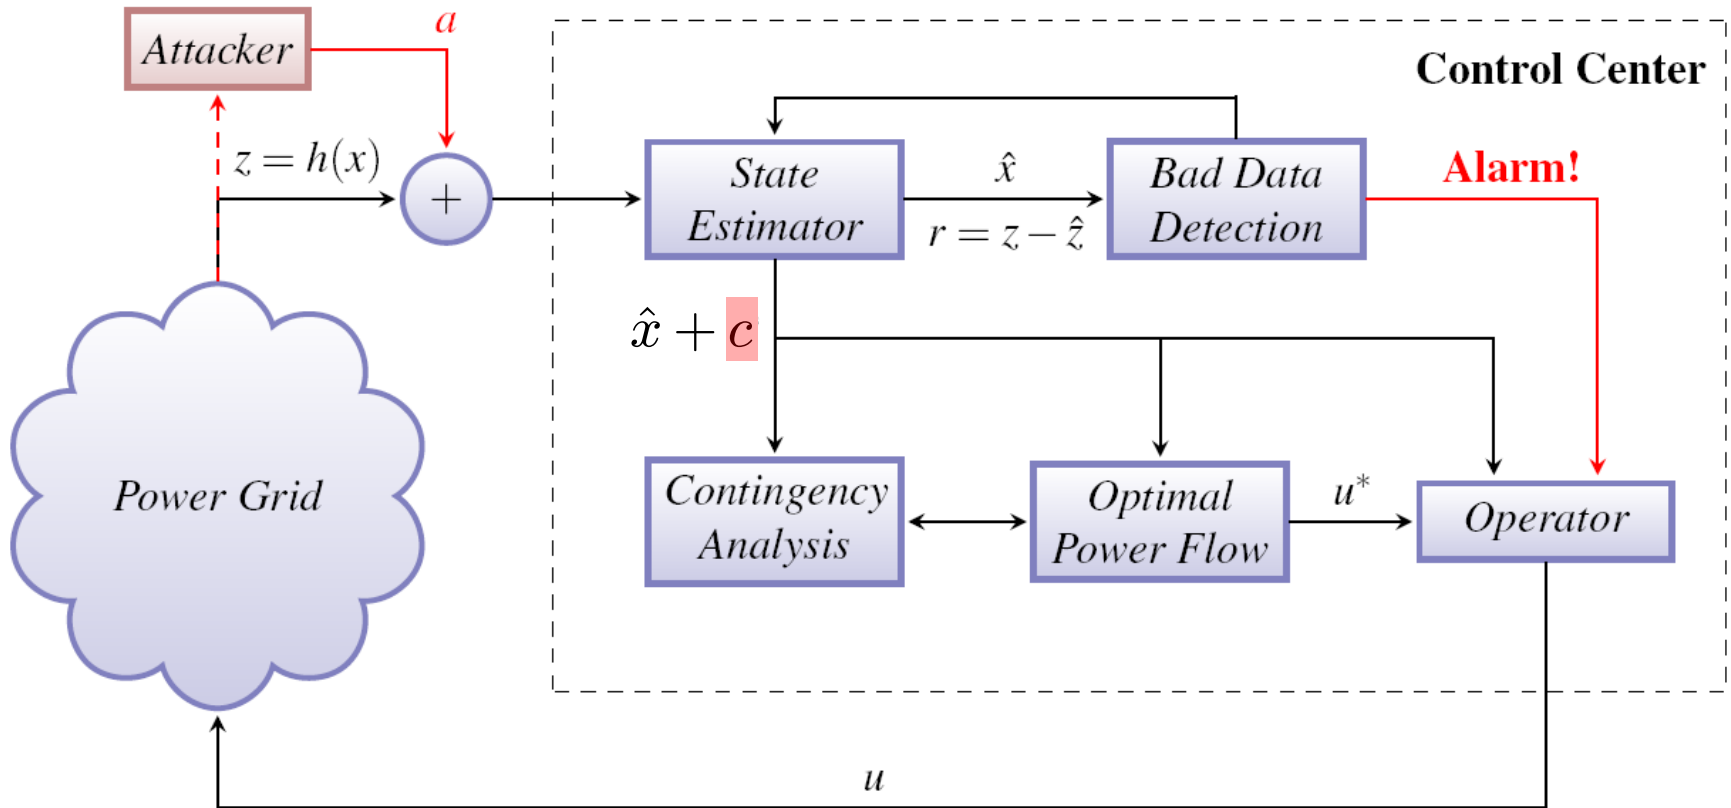 Attacker
a
Control Center
z = h(x)
+
State
Estimator
x̂
r = z − ẑ
Bad Data
Detection
Alarm!
x̂ + c
Power Grid
Contingency
Analysis
Optimal
Power Flow
u*
Operator
u